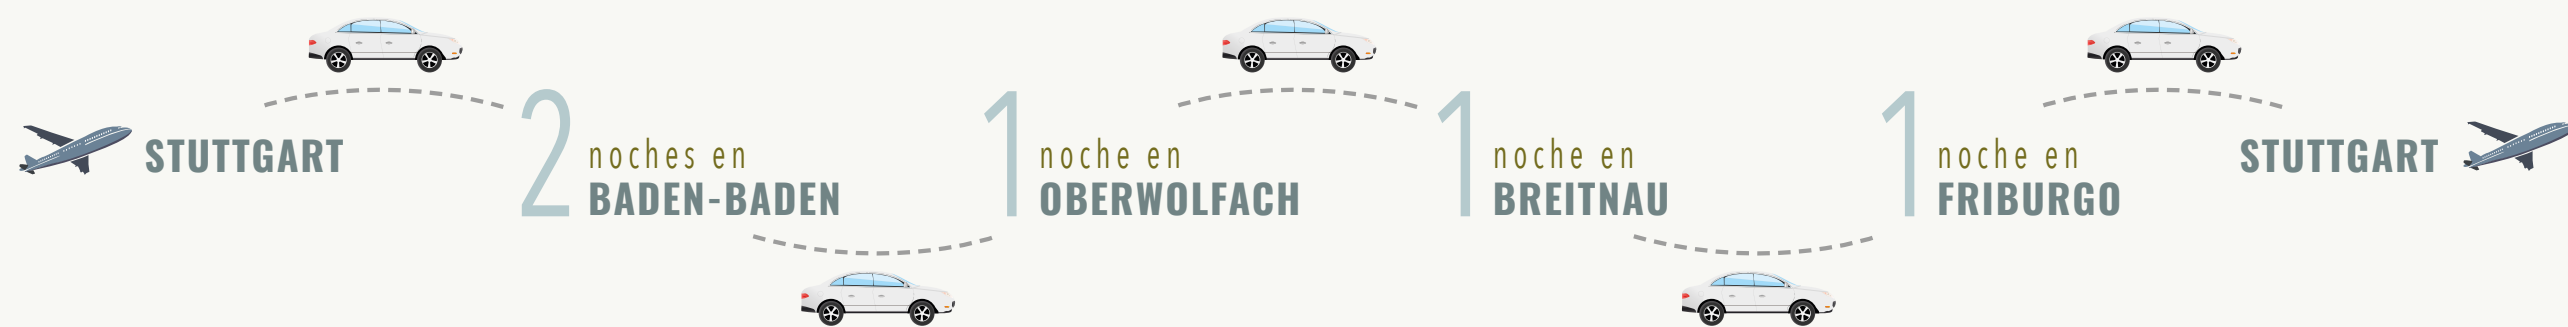 STUTTGART
2 noches en
BADEN-BADEN
1 noche en
OBERWOLFACH
1 noche en
BREITNAU
1 noche en
FRIBURGO
STUTTGART